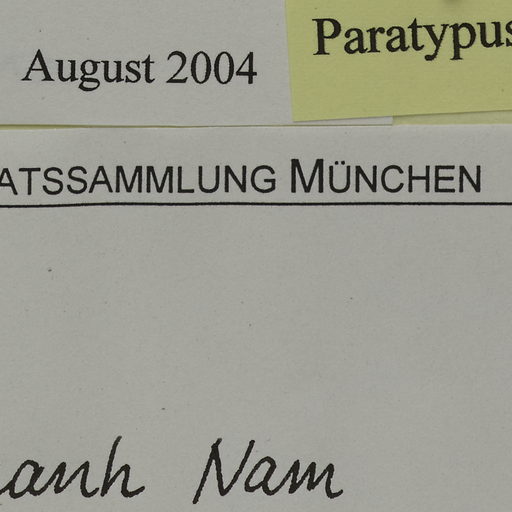 August 2004
Paratypus
ATSSAMMLUNG MÜNCHEN
anh Nam